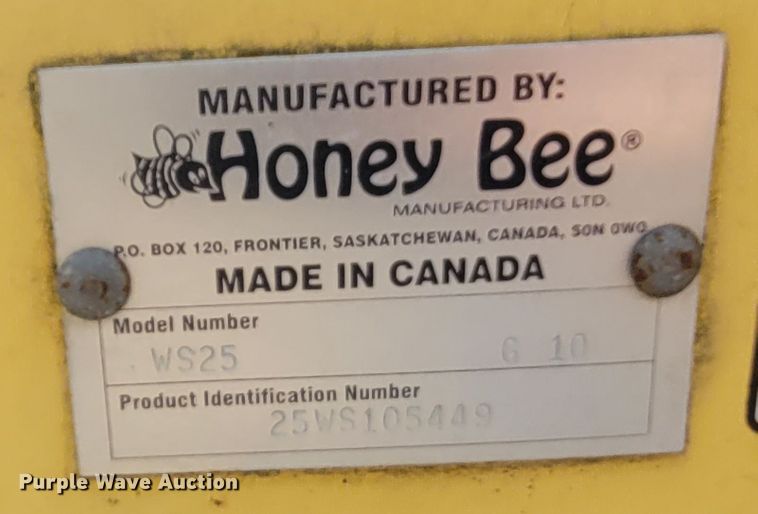 MANUFACTURED BY:
Honey Bee®
MANUFACTURING LTD.
P.O. BOX 120, FRONTIER, SASKATCHEWAN, CANADA, S0N 0W0
MADE IN CANADA
Model Number
WS25 G 10
Product Identification Number
25WS105449
Purple Wave Auction